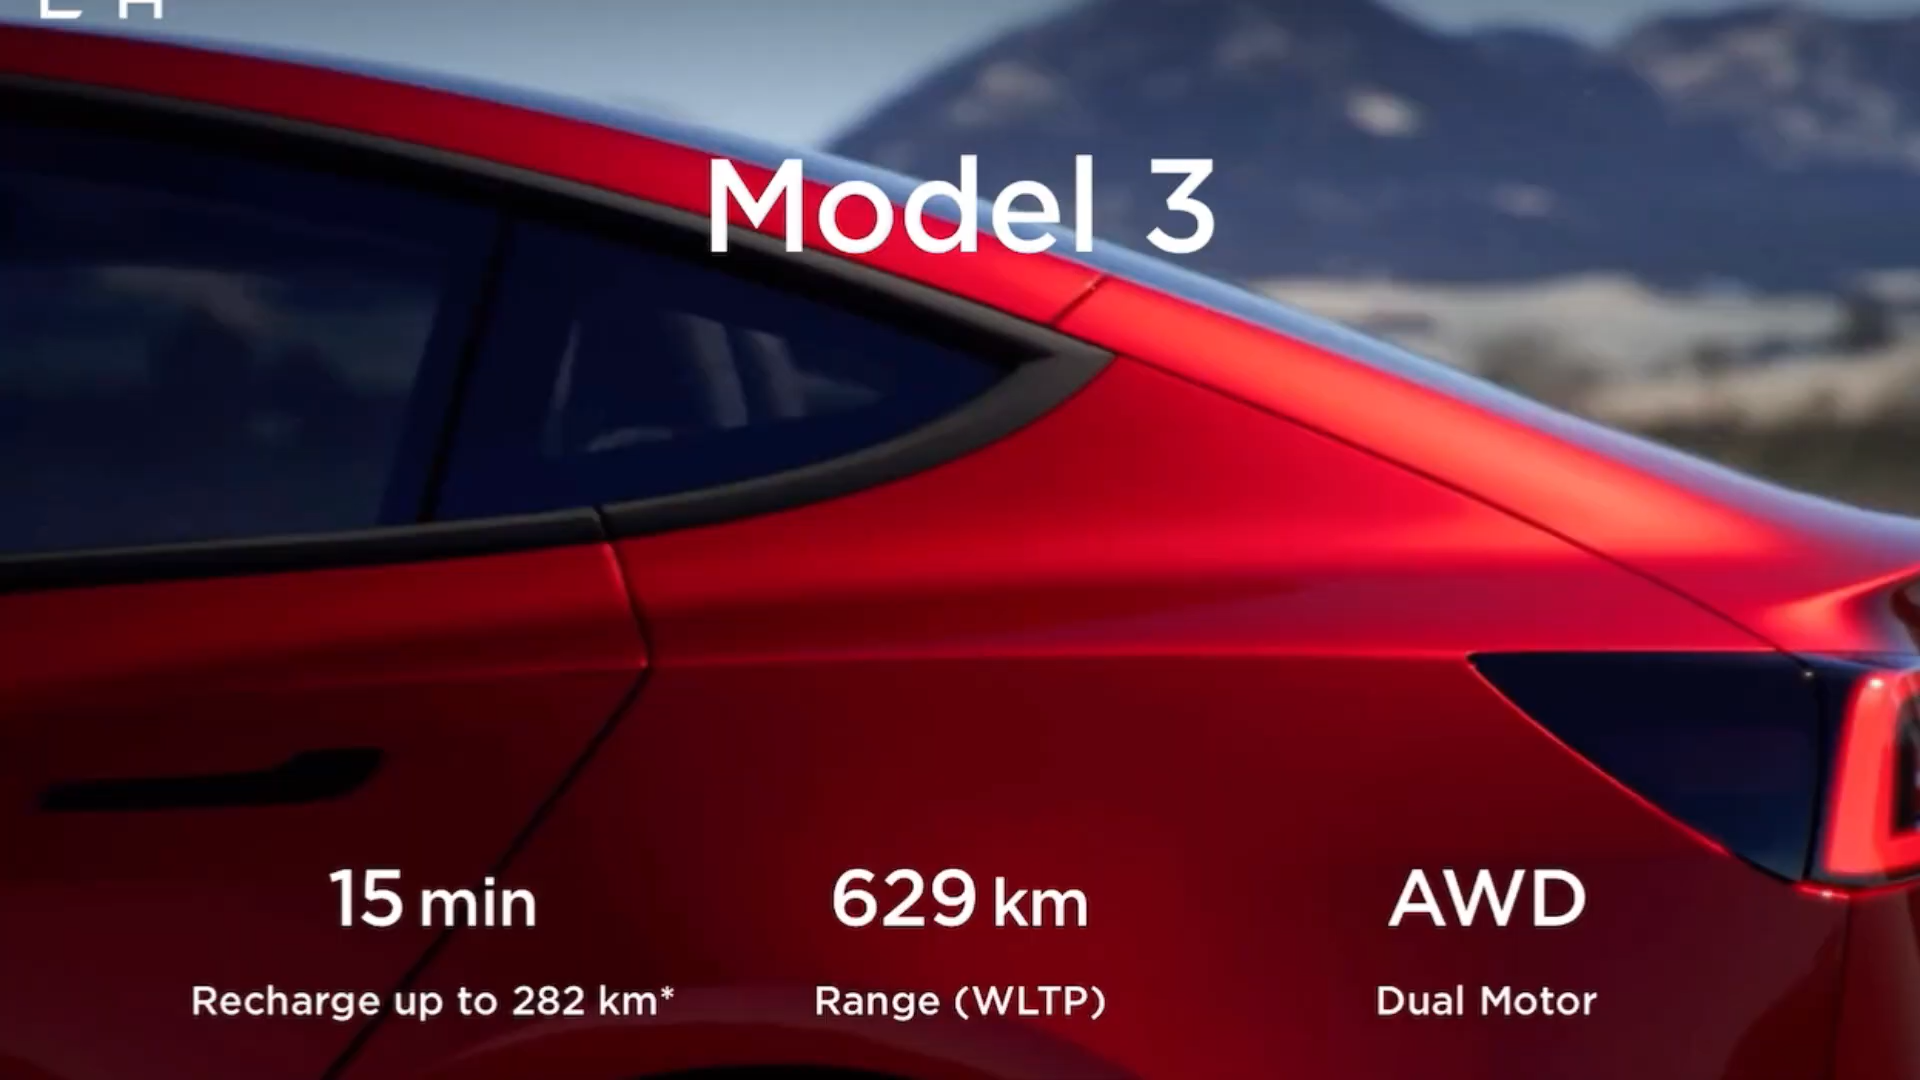 Model 3
15 min
629 km
AWD
Recharge up to 282 km*
Range (WLTP)
Dual Motor